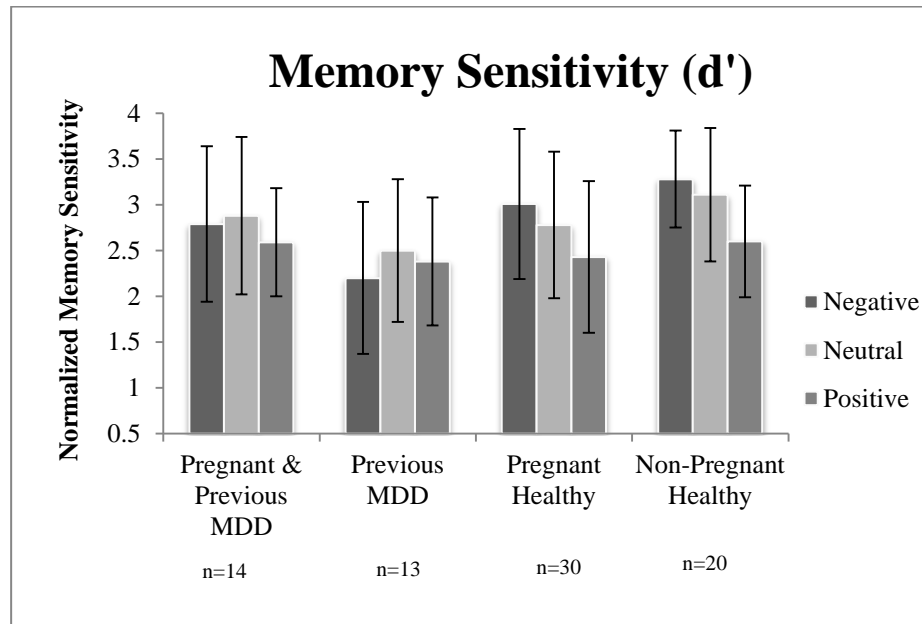 Memory Sensitivity (d')
Normalized Memory Sensitivity
4
3.5
3
2.5
2
1.5
1
0.5
Negative
Neutral
Positive
Pregnant &
Previous
MDD
Previous
MDD
Pregnant
Healthy
Non-Pregnant
Healthy
n=14
n=13
n=30
n=20